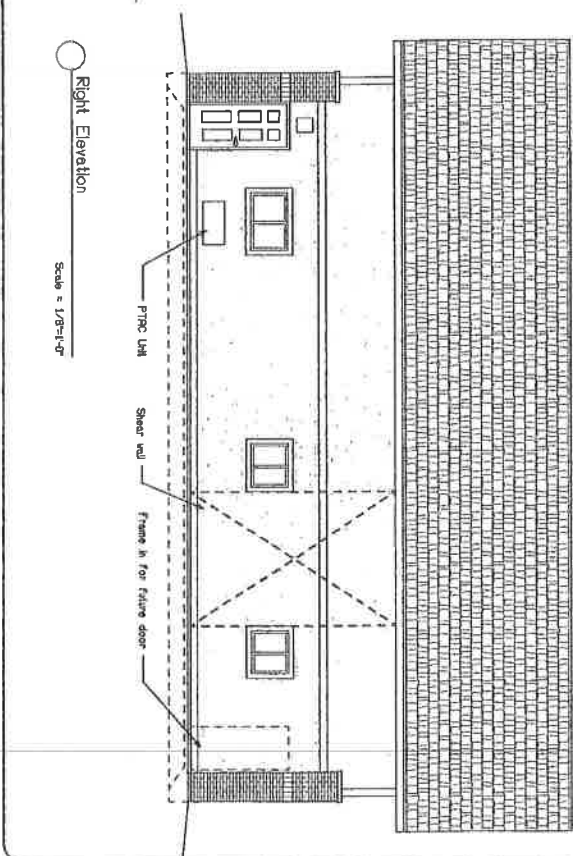 Right Elevation
Scale = 1/8"=1'-0"
PTAC Unit
Shear wall
Frame in for future door